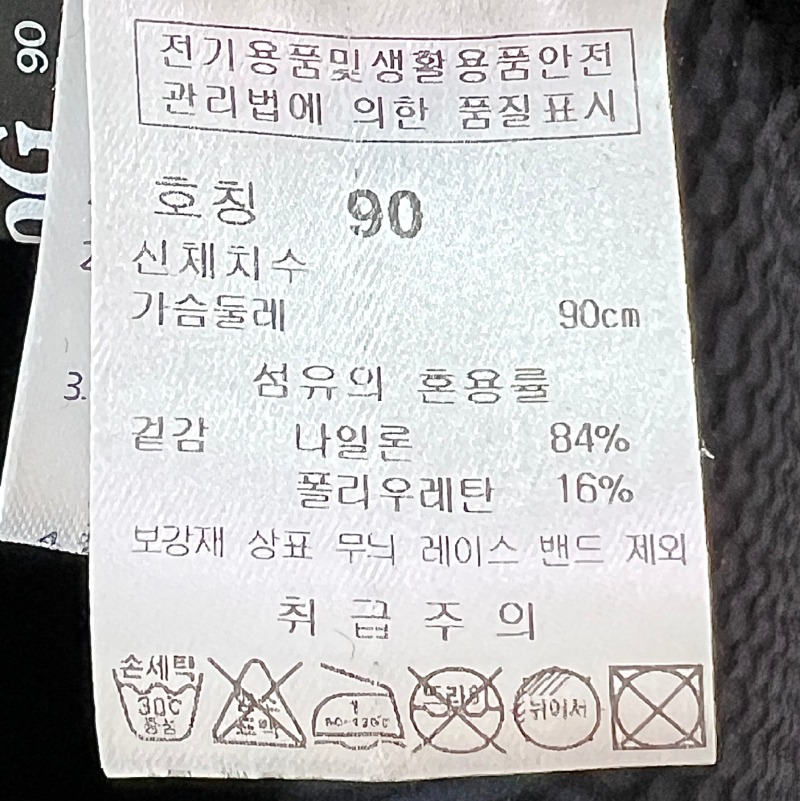 90
전기용품및생활용품안전
관리법에 의한 품질표시
호칭 90
신체치수
가슴둘레 90cm
3.
섬유의 혼용률
겉감 나일론 84%
폴리우레탄 16%
보강재 상표 무늬 레이스 밴드 제외
취급주의
손세탁
30℃
중성
드라이
뉘어서